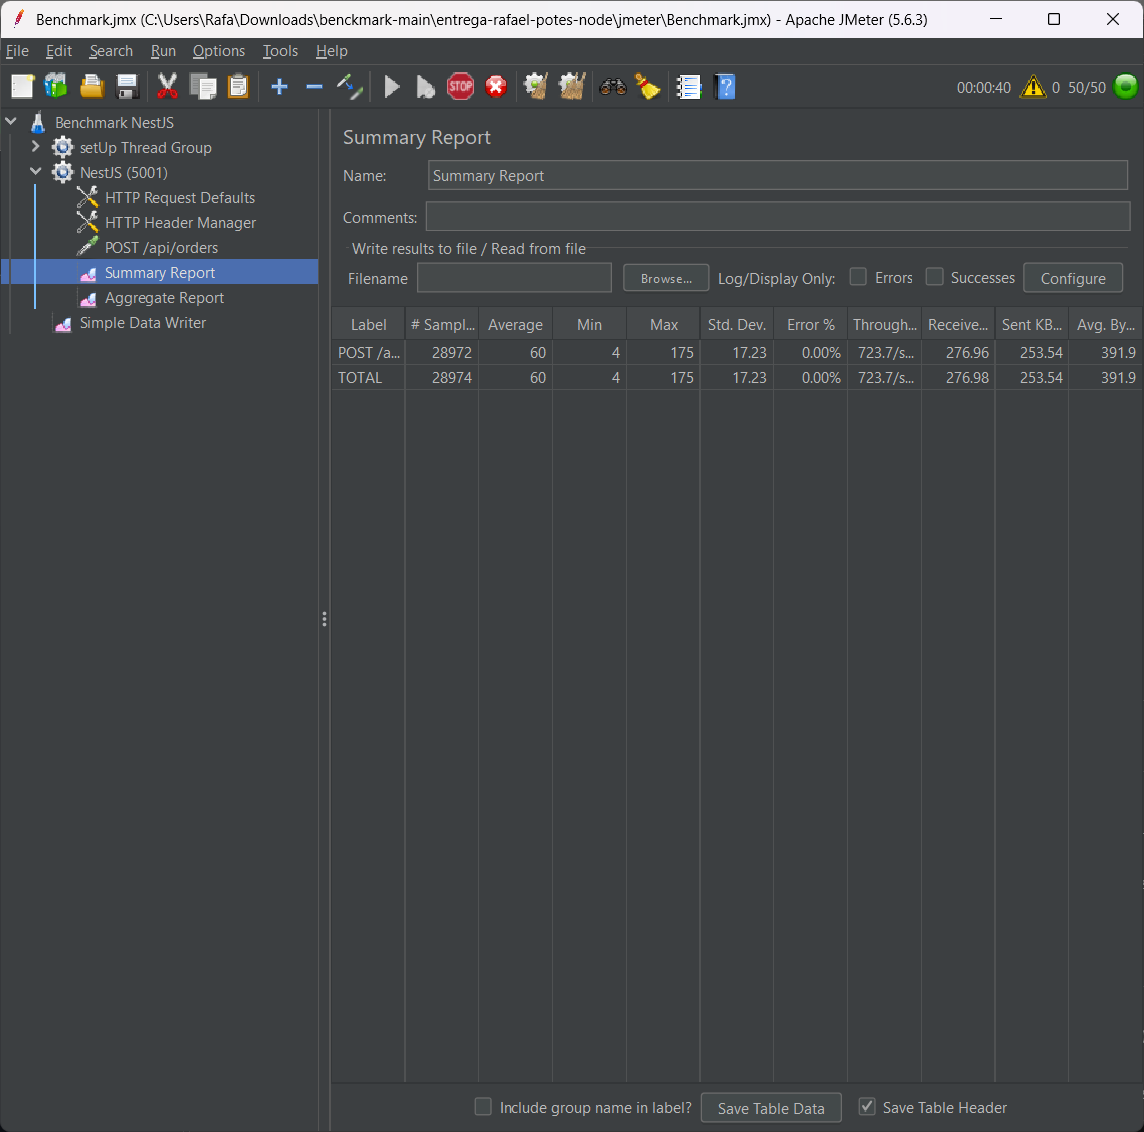 Benchmark.jmx (C:\Users\Rafa\Downloads\benckmark-main\entrega-rafael-potes-node\jmeter\Benchmark.jmx) - Apache JMeter (5.6.3)
File Edit Search Run Options Tools Help
STOP 00:00:40 0 50/50
Benchmark NestJS
setUp Thread Group
NestJS (5001)
HTTP Request Defaults
HTTP Header Manager
POST /api/orders
Summary Report
Aggregate Report
Simple Data Writer
Summary Report
Name: Summary Report
Comments:
Write results to file / Read from file
Filename Browse... Log/Display Only: Errors Successes Configure
Label # Sampl... Average Min Max Std. Dev. Error % Through... Receive... Sent KB... Avg. By...
POST /a... 28972 60 4 175 17.23 0.00% 723.7/s... 276.96 253.54 391.9
TOTAL 28974 60 4 175 17.23 0.00% 723.7/s... 276.98 253.54 391.9
Include group name in label? Save Table Data Save Table Header